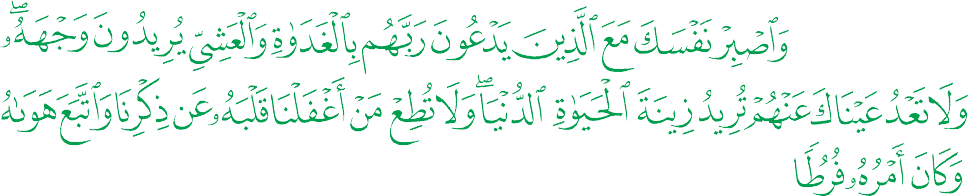 وَٱصۡبِرۡ نَفۡسَكَ مَعَ ٱلَّذِينَ يَدۡعُونَ رَبَّهُم بِٱلۡغَدَوٰةِ وَٱلۡعَشِيِّ يُرِيدُونَ وَجۡهَهُۥۖ
وَلَا تَعۡدُ عَيۡنَاكَ عَنۡهُمۡ تُرِيدُ زِينَةَ ٱلۡحَيَوٰةِ ٱلدُّنۡيَاۖ وَلَا تُطِعۡ مَنۡ أَغۡفَلۡنَا قَلۡبَهُۥ عَن ذِكۡرِنَا وَٱتَّبَعَ هَوَىٰهُ
وَكَانَ أَمۡرُهُۥ فُرُطٗا